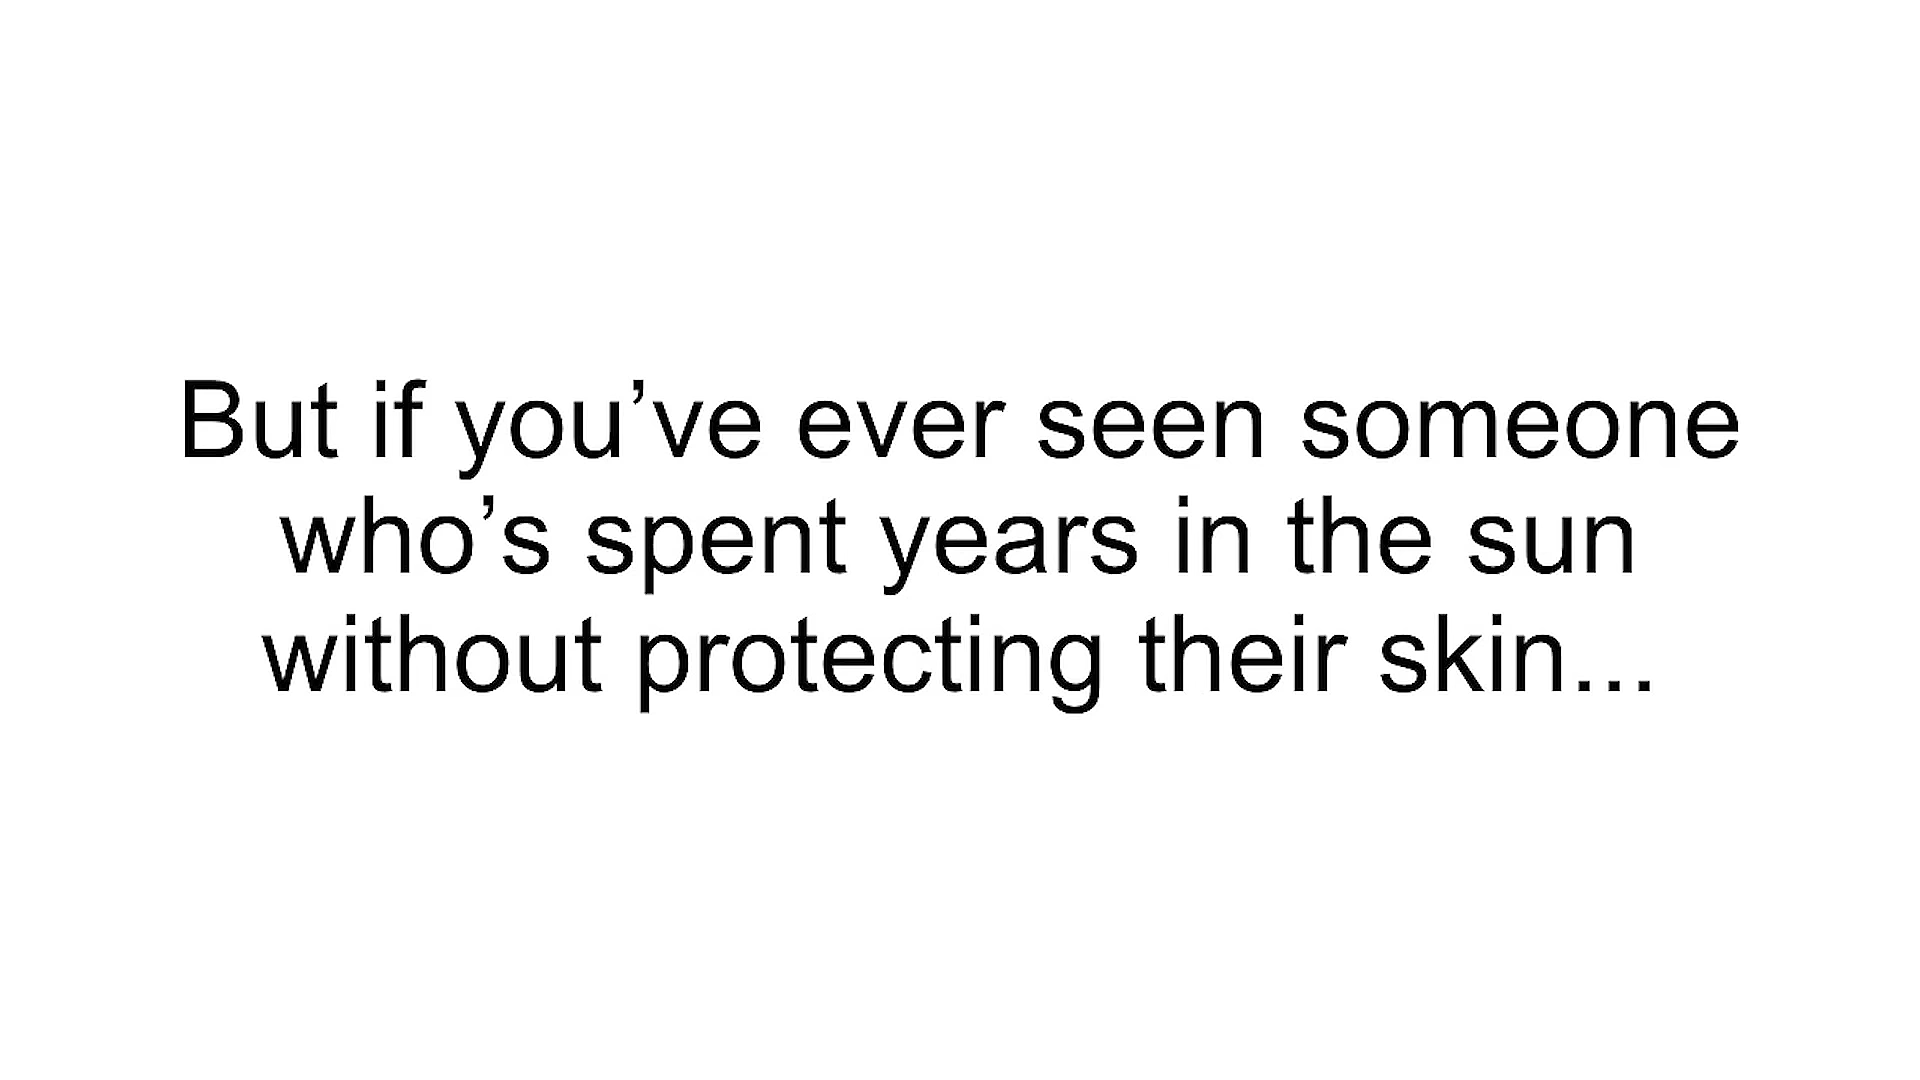 But if you’ve ever seen someone
who’s spent years in the sun
without protecting their skin...